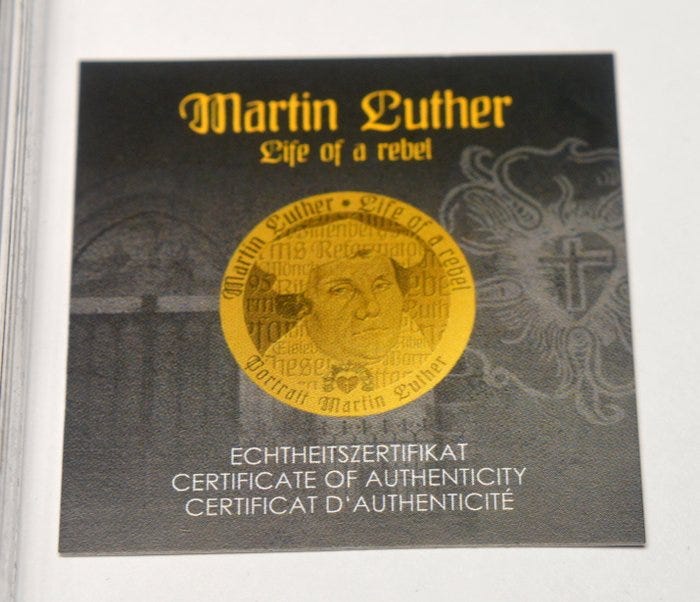 Martin Luther
Life of a rebel
Martin Luther • Life of a rebel
Reformato
Portrait Martin Luther
ECHTHEITSZERTIFIKAT
CERTIFICATE OF AUTHENTICITY
CERTIFICAT D'AUTHENTICITÉ